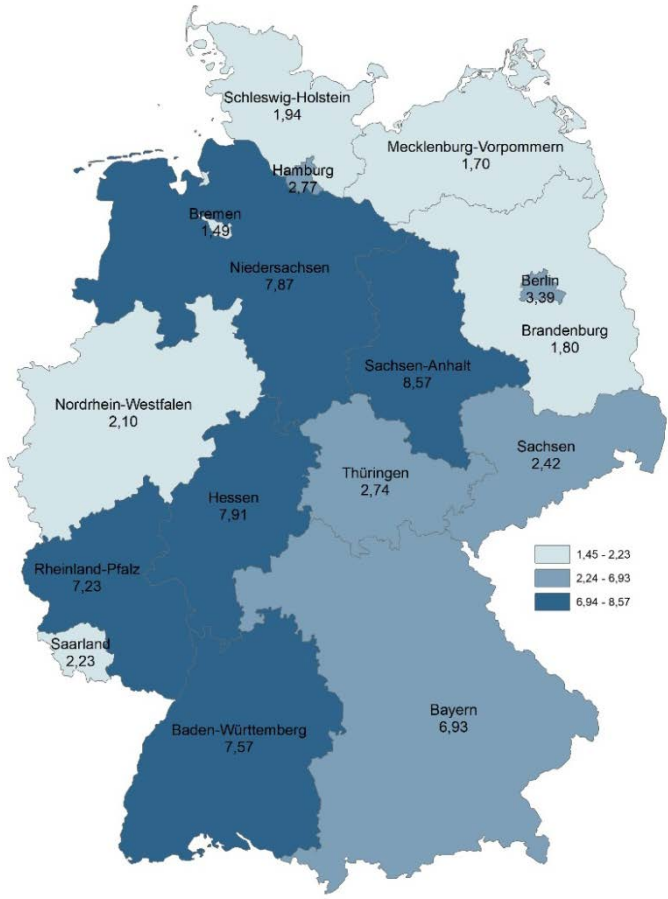 Schleswig-Holstein
1,94
Mecklenburg-Vorpommern
1,70
Hamburg
2,77
Bremen
1,49
Niedersachsen
7,87
Berlin
3,39
Brandenburg
1,80
Sachsen-Anhalt
8,57
Nordrhein-Westfalen
2,10
Sachsen
2,42
Thüringen
2,74
Hessen
7,91
Rheinland-Pfalz
7,23
Saarland
2,23
Baden-Württemberg
7,57
Bayern
6,93
1,45 - 2,23
2,24 - 6,93
6,94 - 8,57